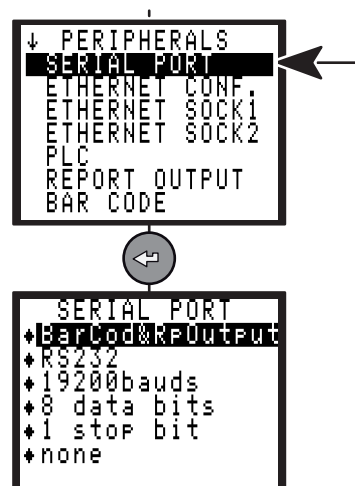 ↓ PERIPHERALS
SERIAL PORT
ETHERNET CONF.
ETHERNET SOCK1
ETHERNET SOCK2
PLC
REPORT OUTPUT
BAR CODE
SERIAL PORT
♦BarCod&RpOutput
♦RS232
♦19200bauds
♦8 data bits
♦1 stop bit
♦none